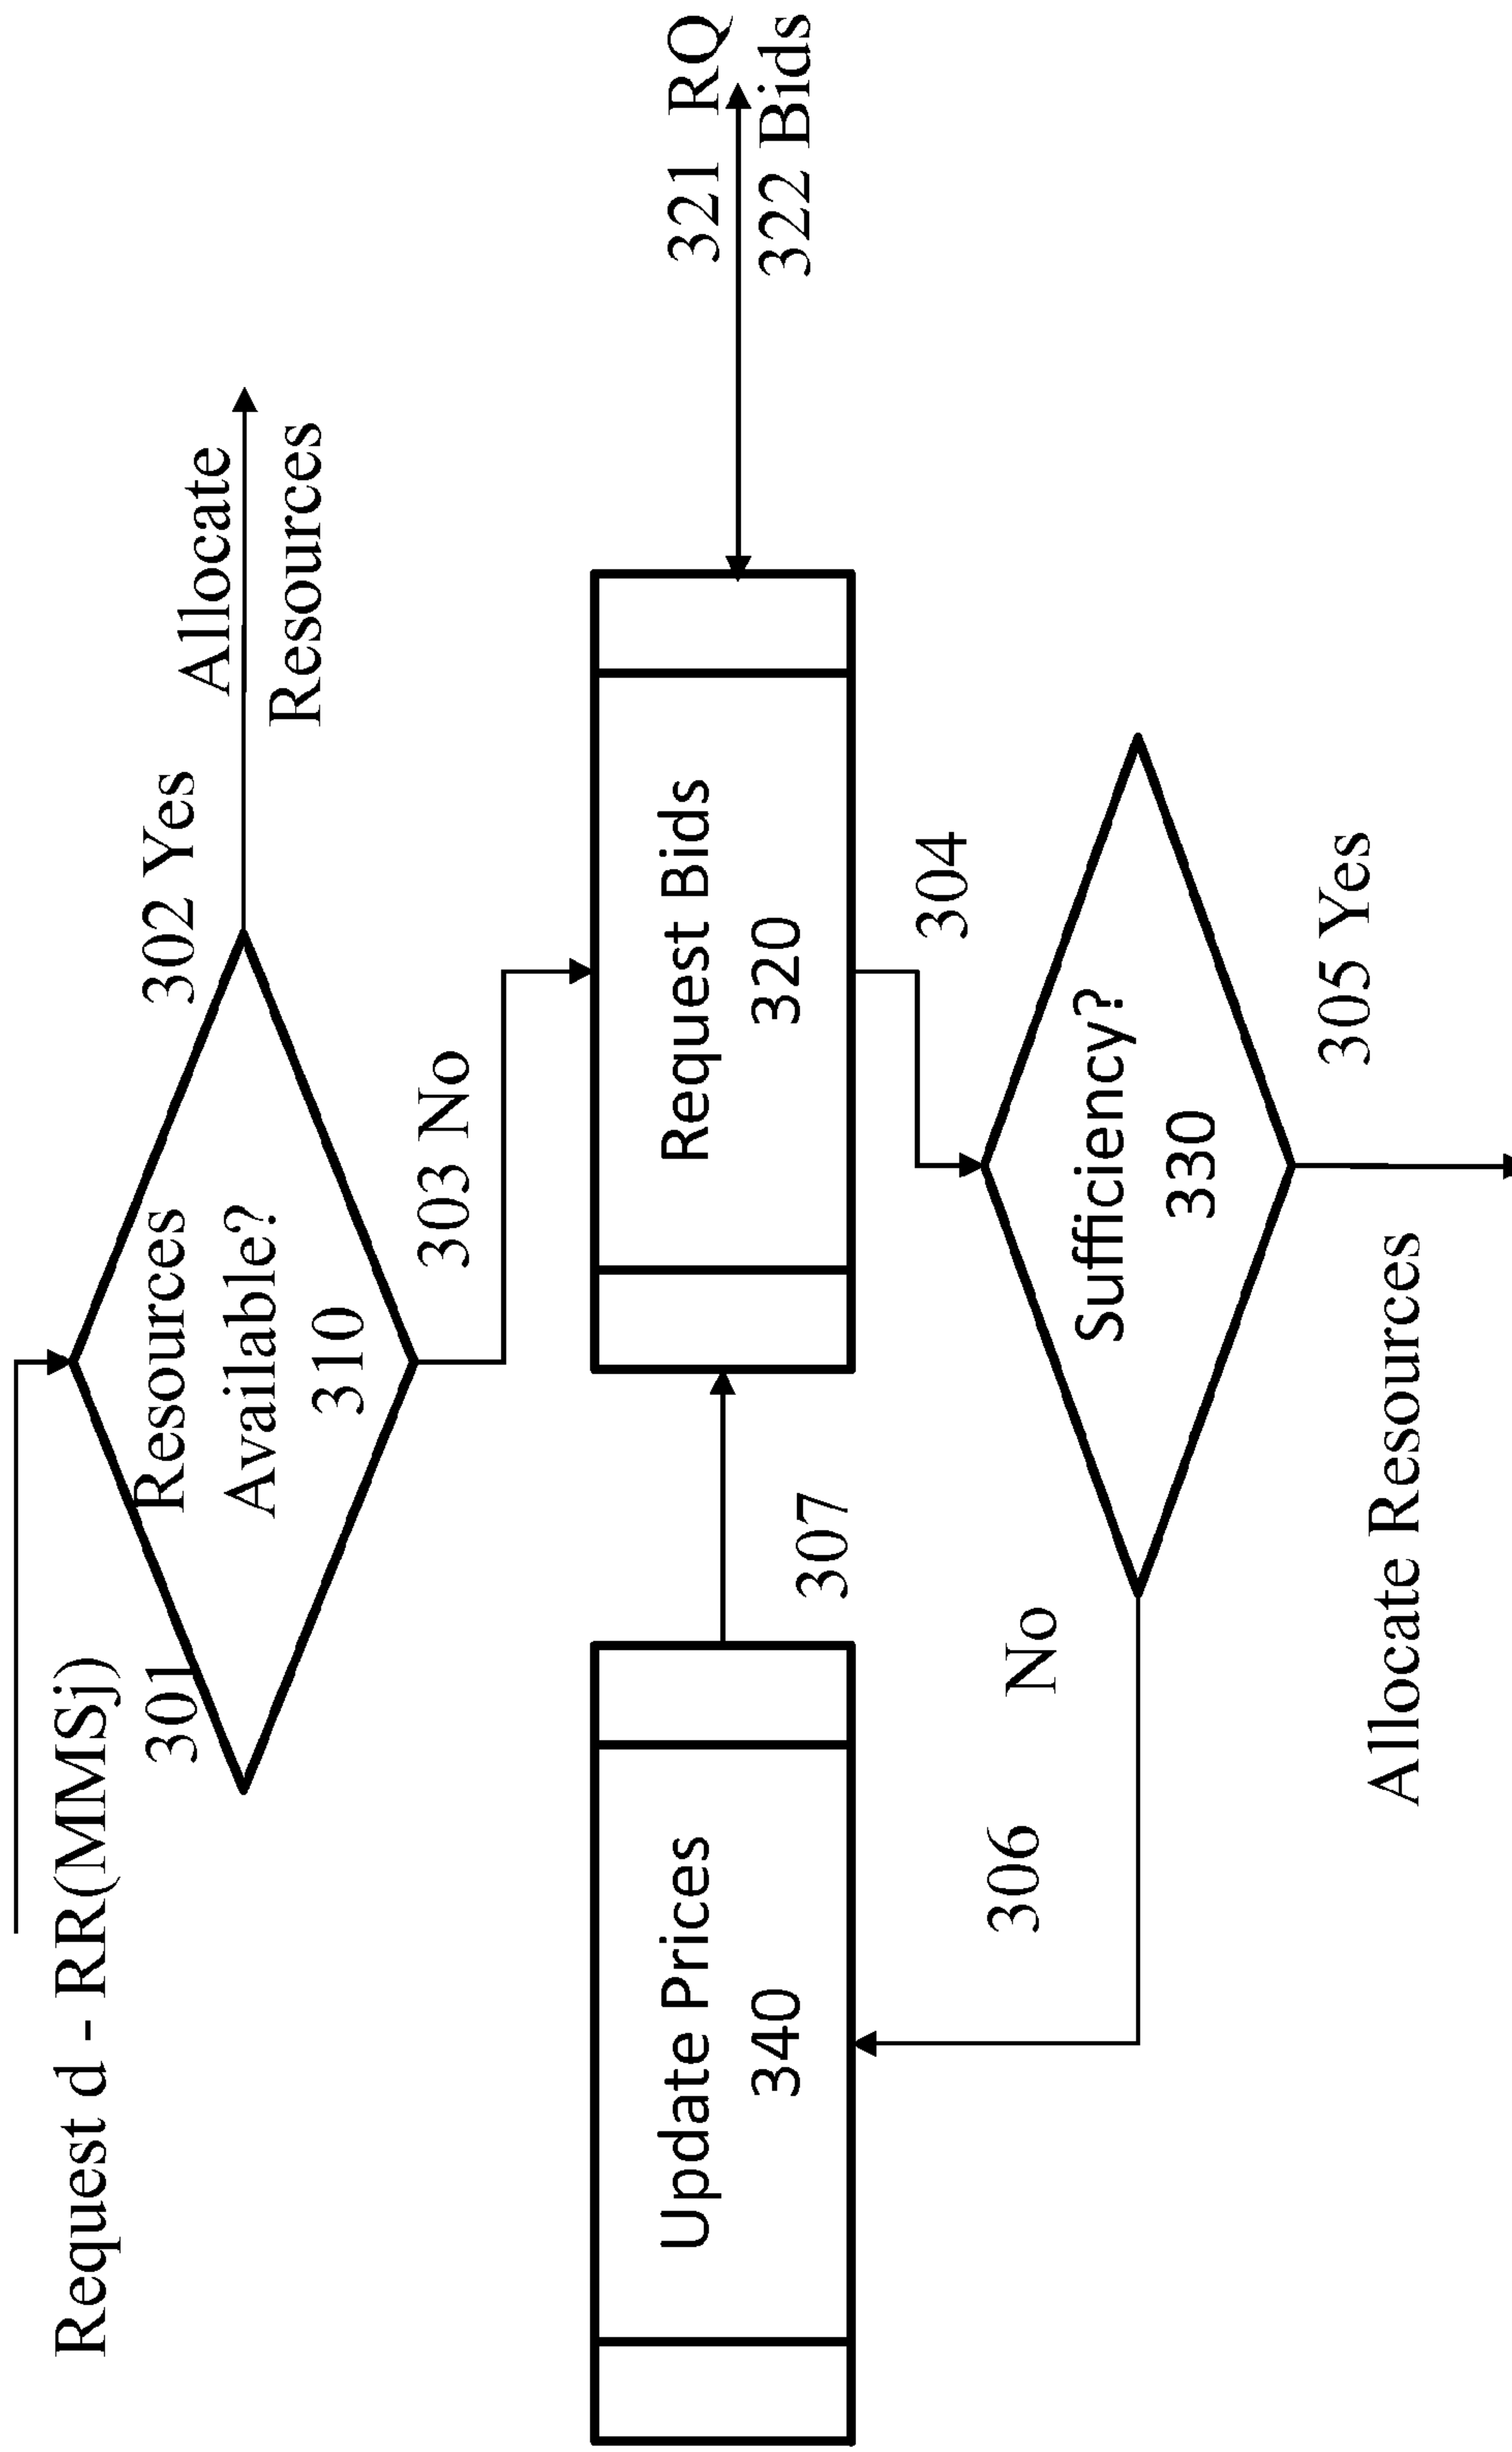 Request d - RR(MMSj)
301
Resources
Available?
310
302 Yes
Allocate
Resources
303 No
Request Bids
320
321 RQ
322 Bids
Update Prices
340
307
304
Sufficiency?
330
306
No
305 Yes
Allocate Resources